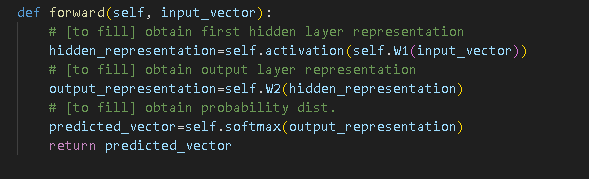 def forward(self, input_vector):
    # [to fill] obtain first hidden layer representation
    hidden_representation=self.activation(self.W1(input_vector))
    # [to fill] obtain output layer representation
    output_representation=self.W2(hidden_representation)
    # [to fill] obtain probability dist.
    predicted_vector=self.softmax(output_representation)
    return predicted_vector